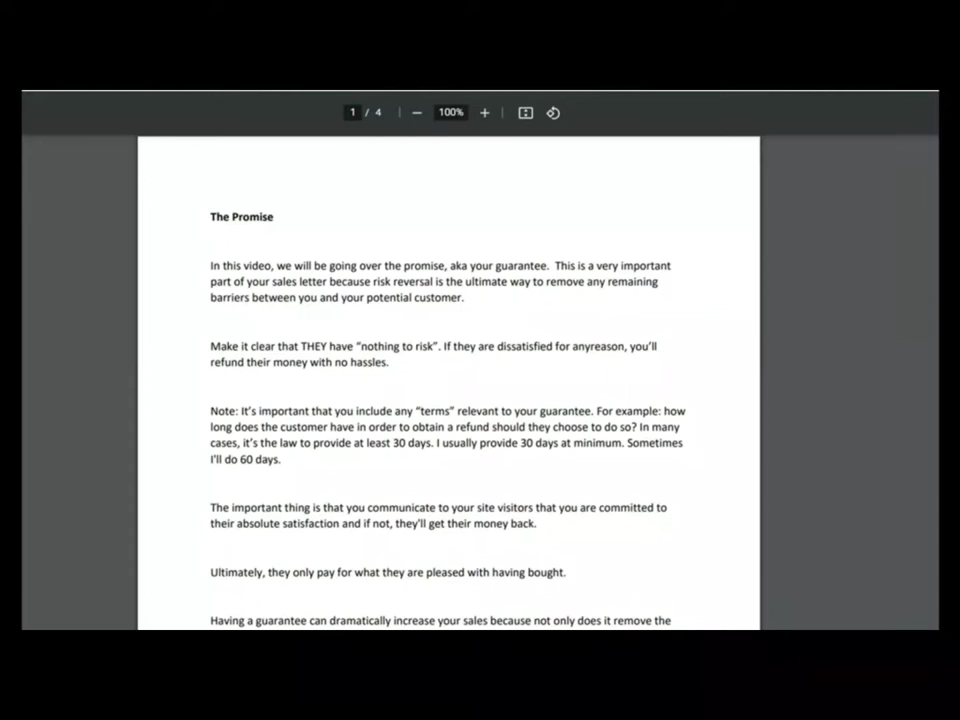 1 / 4 | − 100% + |
The Promise
In this video, we will be going over the promise, aka your guarantee. This is a very important
part of your sales letter because risk reversal is the ultimate way to remove any remaining
barriers between you and your potential customer.
Make it clear that THEY have “nothing to risk”. If they are dissatisfied for anyreason, you’ll
refund their money with no hassles.
Note: It’s important that you include any “terms” relevant to your guarantee. For example: how
long does the customer have in order to obtain a refund should they choose to do so? In many
cases, it’s the law to provide at least 30 days. I usually provide 30 days at minimum. Sometimes
I’ll do 60 days.
The important thing is that you communicate to your site visitors that you are committed to
their absolute satisfaction and if not, they’ll get their money back.
Ultimately, they only pay for what they are pleased with having bought.
Having a guarantee can dramatically increase your sales because not only does it remove the